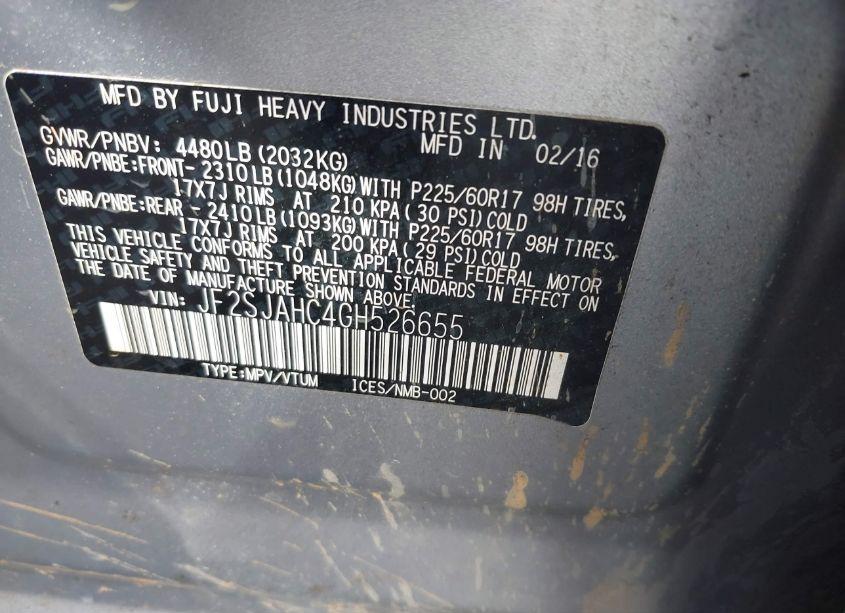 MFD BY FUJI HEAVY INDUSTRIES LTD.
MFD IN 02/16
GVWR/PNBV: 4480LB(2032KG)
GAWR/PNBE:FRONT- 2310LB(1048KG)WITH P225/60R17 98H TIRES,
17X7J RIMS AT 210 KPA( 30 PSI)COLD
GAWR/PNBE:REAR - 2410LB(1093KG)WITH P225/60R17 98H TIRES,
17X7J RIMS AT 200 KPA( 29 PSI)COLD
THIS VEHICLE CONFORMS TO ALL APPLICABLE FEDERAL MOTOR
VEHICLE SAFETY AND THEFT PREVENTION STANDARDS IN EFFECT ON
THE DATE OF MANUFACTURE SHOWN ABOVE.
VIN: JF2SJAHC4GH526655
TYPE:MPV/VTUM ICES/NMB-002